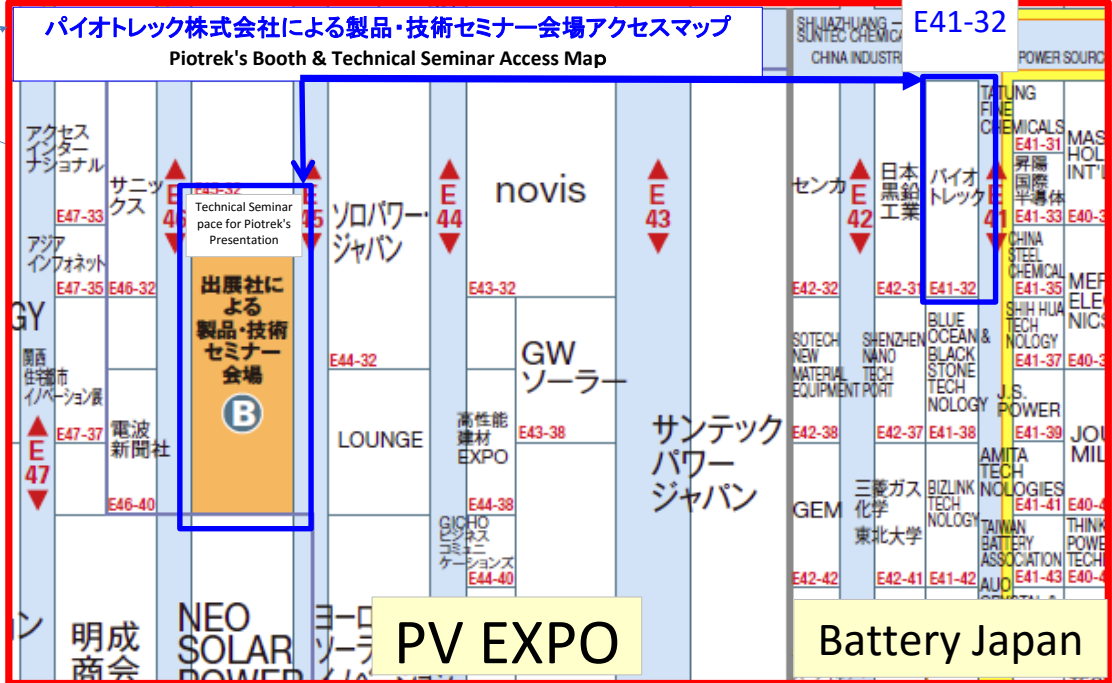 パイオトレック株式会社による製品・技術セミナー会場アクセスマップ
Piotrek's Booth & Technical Seminar Access Map
E41-32
SHIJIAZHUANG
SUNTEC CHEMICA
CHINA INDUSTRI
POWER SOURC
アクセス
インター
ナショナル
E47-33
アジア
インフォネット
E47-35
GY
関西
住宅都市
イノベーション展
E47-37
E
47
サニックス
E46-32
電波
新聞社
E46-40
E
46
E45-32
Technical Seminar
pace for Piotrek's
Presentation
出展社に
よる
製品・技術
セミナー
会場
B
E
45
ソロパワー・
ジャパン
E44-32
LOUNGE
E
44
novis
E43-32
GW
ソーラー
E43-38
高性能
建材
EXPO
E44-38
GICHO
ビジネス
コミュニ
ケーションズ
E44-40
E
43
サンテック
パワー
ジャパン
センカ
E42-32
SOTECH
NEW
MATERIAL
EQUIPMENT
E42-38
GEM
E42-42
E
42
日本
黒鉛
工業
E42-31
SHENZHEN
NANO
TECH
PORT
E42-37
三菱ガス
化学
東北大学
E42-41
パイオ
トレック
E41-32
BLUE
OCEAN &
BLACK
STONE
TECH
NOLOGY
E41-38
BIZLINK
TECH
NOLOGY
E41-42
E
41
TATUNG
FINE
CHEMICALS
E41-31
昇陽
国際
半導体
E41-33
CHINA
STEEL
CHEMICAL
E41-35
SHIH HUA
TECH
NOLOGY
E41-37
J.S.
POWER
E41-39
AMITA
TECH
NOLOGIES
E41-41
TAIWAN
BATTERY
ASSOCIATION
E41-43
AUO
MAS
HOL
INT'L
E40-3
MER
ELE
NICS
E40-3
JOU
MIL
E40-4
THINK
POWE
TECH
E40-4
ン
明成
商会
NEO
SOLAR
POWER
ヨーロ
ソーラ
PV EXPO
Battery Japan